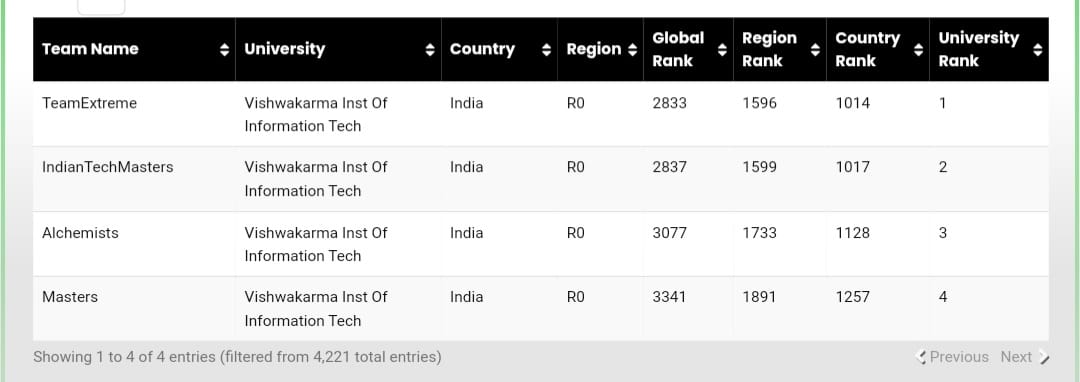 Team Name University Country Region Global Rank Region Rank Country Rank University Rank
TeamExtreme Vishwakarma Inst Of Information Tech India R0 2833 1596 1014 1
IndianTechMasters Vishwakarma Inst Of Information Tech India R0 2837 1599 1017 2
Alchemists Vishwakarma Inst Of Information Tech India R0 3077 1733 1128 3
Masters Vishwakarma Inst Of Information Tech India R0 3341 1891 1257 4
Showing 1 to 4 of 4 entries (filtered from 4,221 total entries) Previous Next